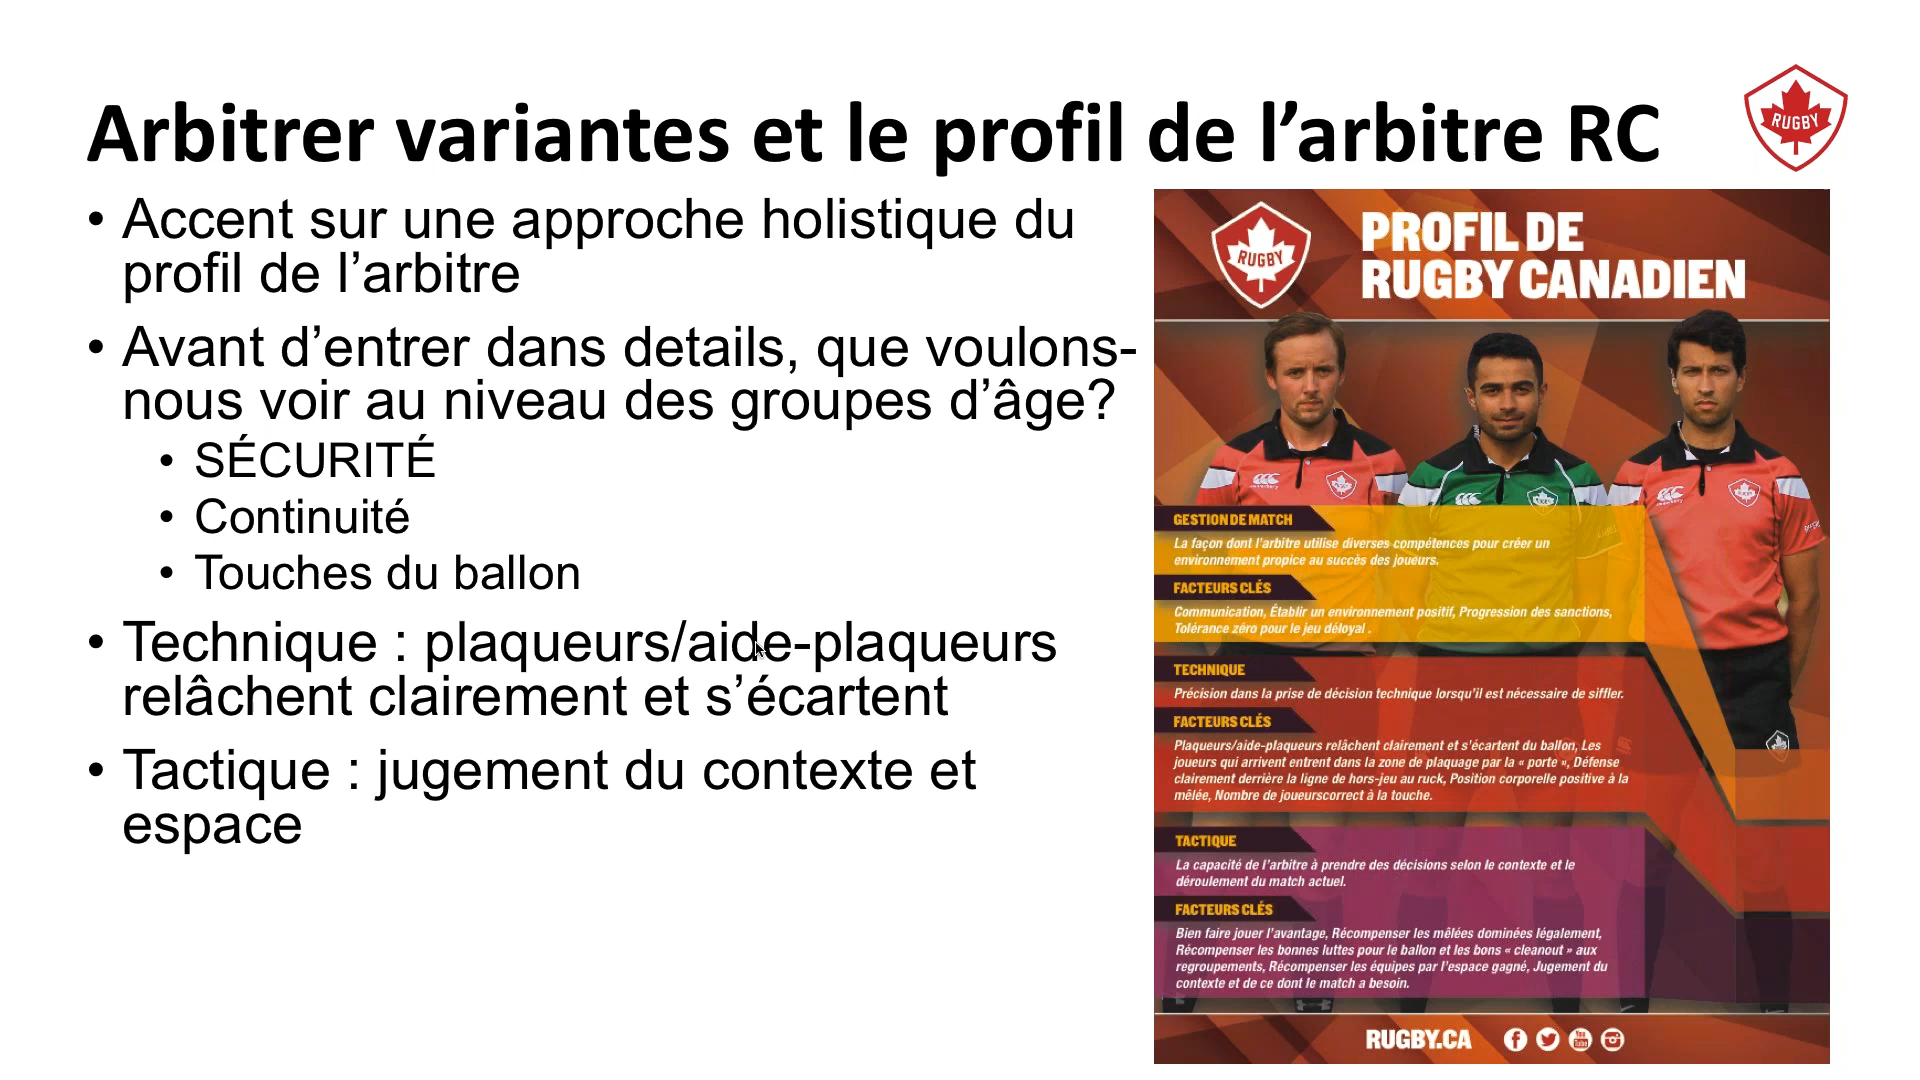 Arbitrer variantes et le profil de l’arbitre RC
RUGBY
• Accent sur une approche holistique du
profil de l’arbitre
• Avant d’entrer dans details, que voulons-
nous voir au niveau des groupes d’âge?
• SÉCURITÉ
• Continuité
• Touches du ballon
• Technique : plaqueurs/aide-plaqueurs
relâchent clairement et s’écartent
• Tactique : jugement du contexte et
espace
RUGBY
PROFIL DE
RUGBY CANADIEN
GESTION DE MATCH
La façon dont l'arbitre utilise diverses compétences pour créer un
environnement propice au succès des joueurs.
FACTEURS CLÉS
Communication, Établir un environnement positif, Progression des sanctions,
Tolérance zéro pour le jeu déloyal .
TECHNIQUE
Précision dans la prise de décision technique lorsqu'il est nécessaire de siffler.
FACTEURS CLÉS
Plaqueurs/aide-plaqueurs relâchent clairement et s'écartent du ballon, Les
joueurs qui arrivent entrent dans la zone de plaquage par la « porte », Défense
clairement derrière la ligne de hors-jeu au ruck, Position corporelle positive à la
mêlée, Nombre de joueurscorrect à la touche.
TACTIQUE
La capacité de l'arbitre à prendre des décisions selon le contexte et le
déroulement du match actuel.
FACTEURS CLÉS
Bien faire jouer l'avantage, Récompenser les mêlées dominées légalement,
Récompenser les bonnes luttes pour le ballon et les bons « cleanout » aux
regroupements, Récompenser les équipes par l'espace gagné, Jugement du
contexte et de ce dont le match a besoin.
RUGBY.CA